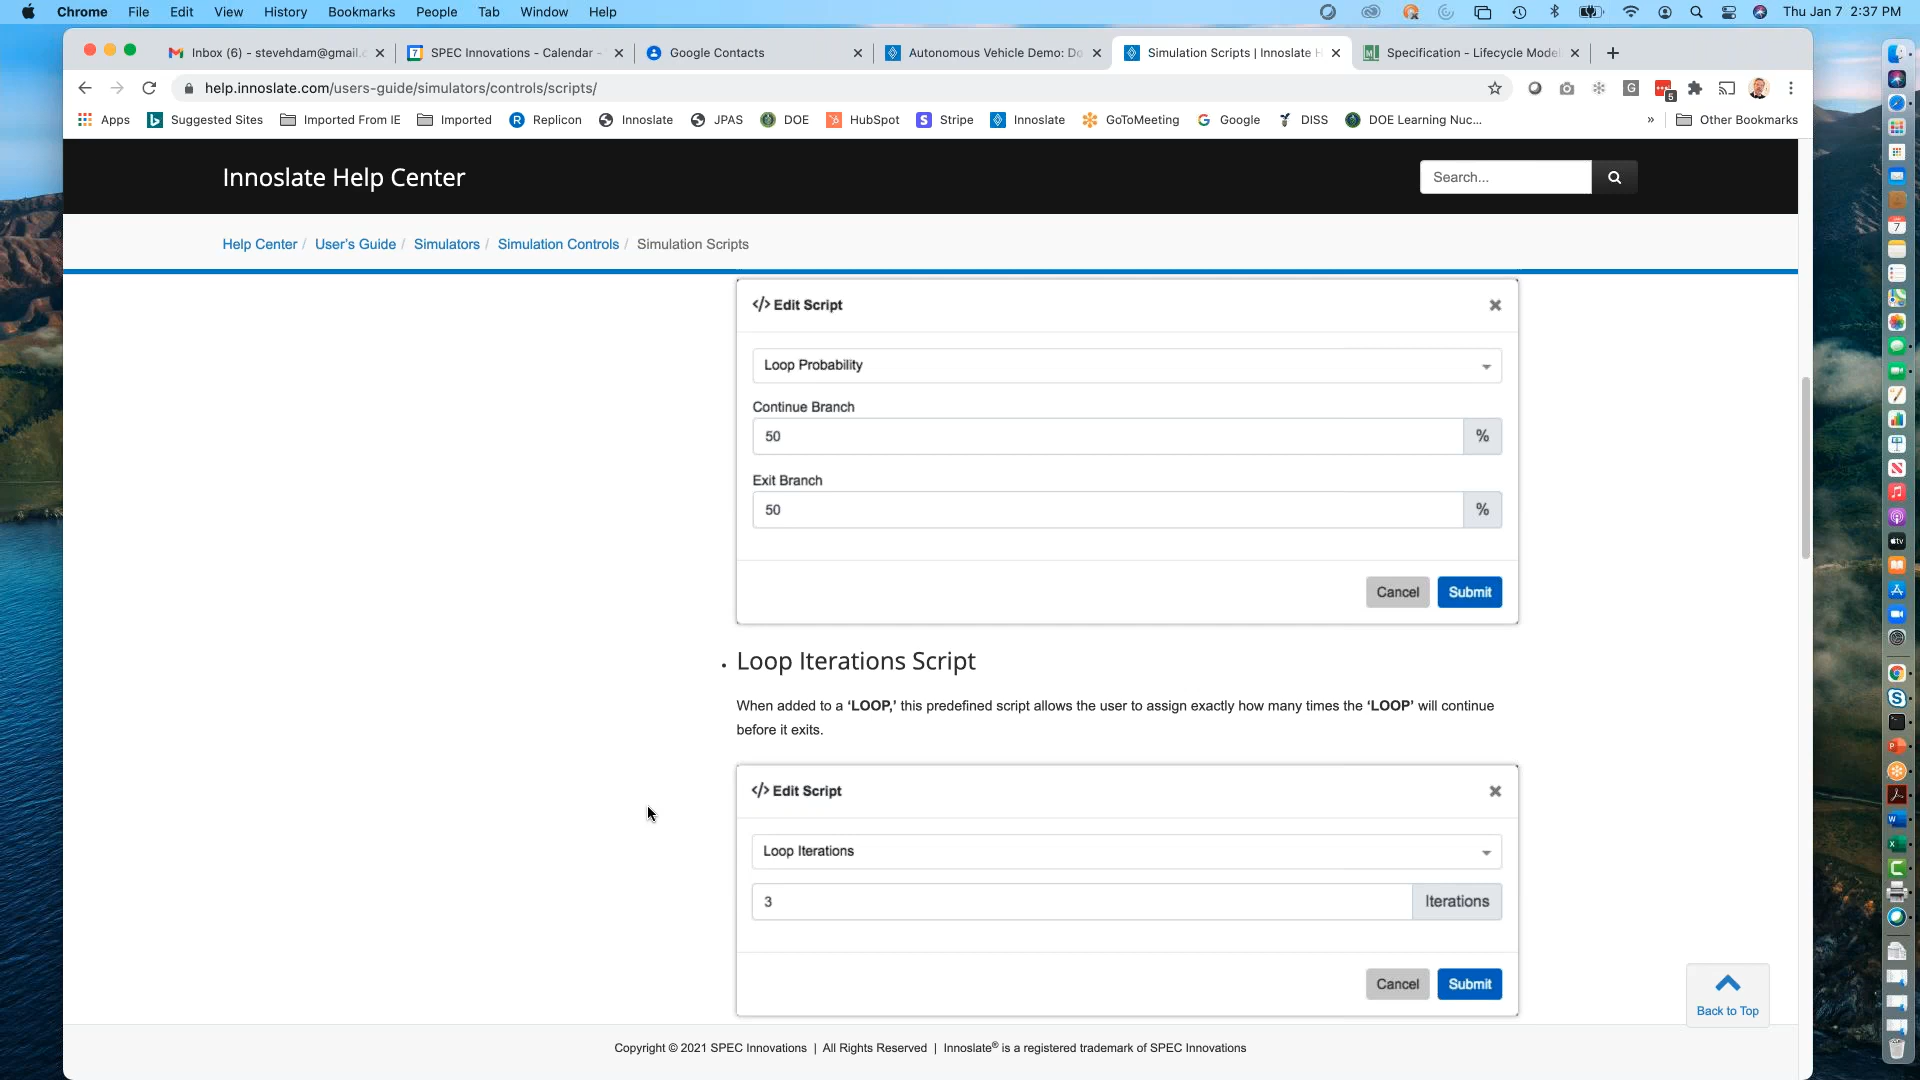 Chrome File Edit View History Bookmarks People Tab Window Help Thu Jan 7 2:37 PM
Inbox (6) - stevehdam@gmail.c SPEC Innovations - Calendar - Google Contacts Autonomous Vehicle Demo: Do Simulation Scripts | Innoslate H Specification - Lifecycle Model
help.innoslate.com/users-guide/simulators/controls/scripts/ G 5
Apps Suggested Sites Imported From IE Imported Replicon Innoslate JPAS DOE HubSpot Stripe Innoslate GoToMeeting Google DISS DOE Learning Nuc... » Other Bookmarks
Innoslate Help Center
Search...
Help Center / User's Guide / Simulators / Simulation Controls / Simulation Scripts
</> Edit Script
Loop Probability
Continue Branch
50 %
Exit Branch
50 %
Cancel Submit
• Loop Iterations Script
When added to a ‘LOOP,’ this predefined script allows the user to assign exactly how many times the ‘LOOP’ will continue
before it exits.
</> Edit Script
Loop Iterations
3 Iterations
Cancel Submit
Back to Top
Copyright © 2021 SPEC Innovations | All Rights Reserved | Innoslate® is a registered trademark of SPEC Innovations